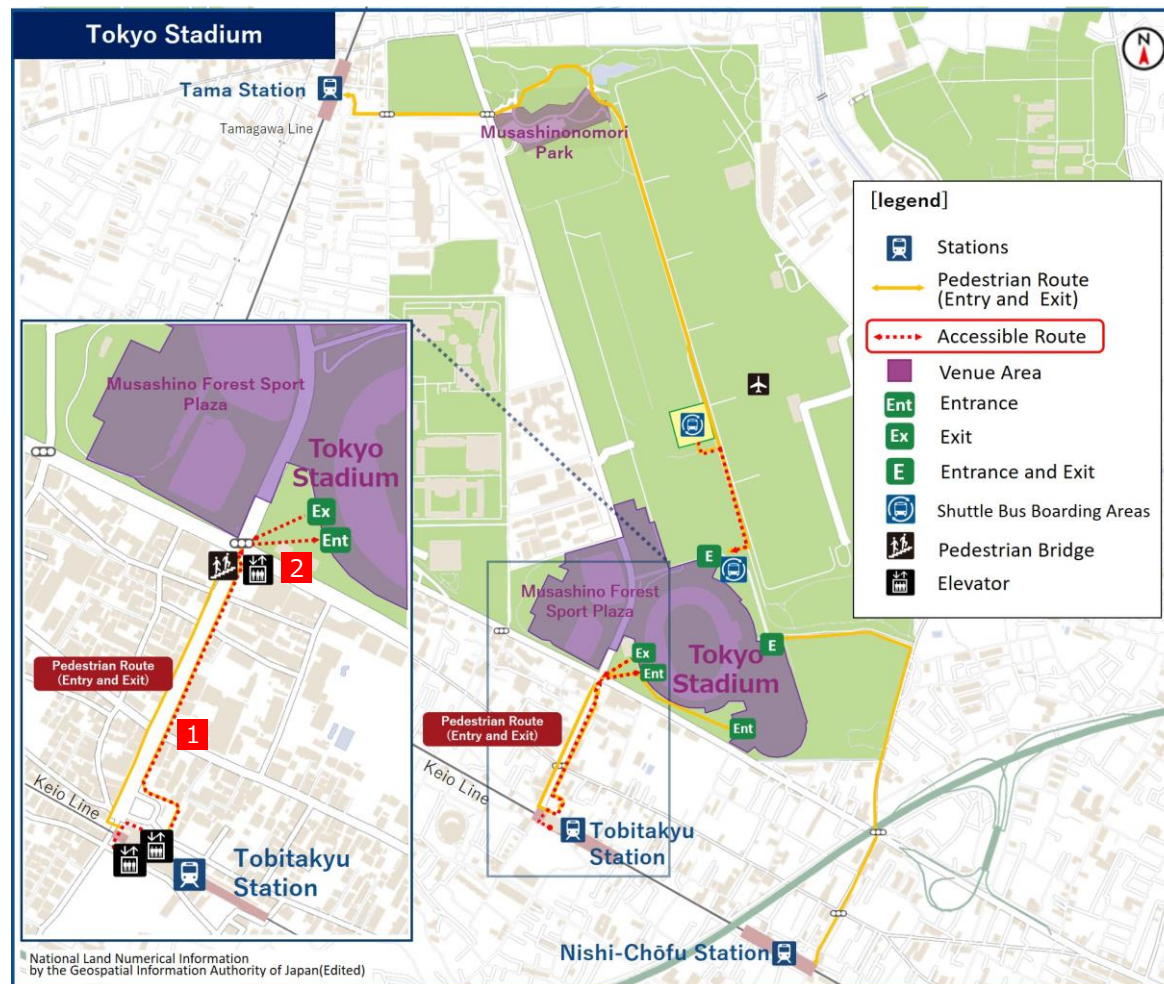 Tokyo Stadium
N
Tama Station
Tamagawa Line
Musashinonomori
Park
[legend]
Stations
Pedestrian Route
(Entry and Exit)
Accessible Route
Venue Area
Ent
Entrance
Ex
Exit
E
Entrance and Exit
Shuttle Bus Boarding Areas
Pedestrian Bridge
Elevator
Musashino Forest Sport
Plaza
Tokyo
Stadium
Ex
Ent
2
Pedestrian Route
(Entry and Exit)
1
Keio Line
Tobitakyu
Station
E
Musashino Forest
Sport Plaza
E
Ex
Ent
Tokyo
Stadium
Ent
Pedestrian Route
(Entry and Exit)
Keio Line
Tobitakyu
Station
Nishi-Chōfu Station
National Land Numerical Information
by the Geospatial Information Authority of Japan(Edited)